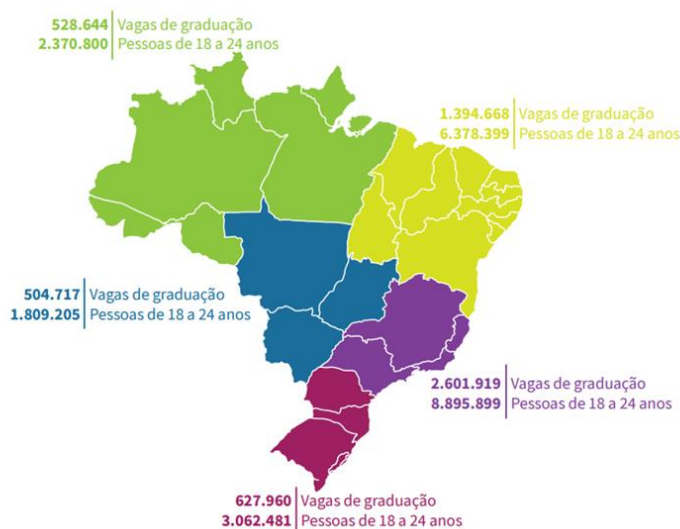 528.644 Vagas de graduação
2.370.800 Pessoas de 18 a 24 anos
1.394.668 Vagas de graduação
6.378.399 Pessoas de 18 a 24 anos
504.717 Vagas de graduação
1.809.205 Pessoas de 18 a 24 anos
2.601.919 Vagas de graduação
8.895.899 Pessoas de 18 a 24 anos
627.960 Vagas de graduação
3.062.481 Pessoas de 18 a 24 anos